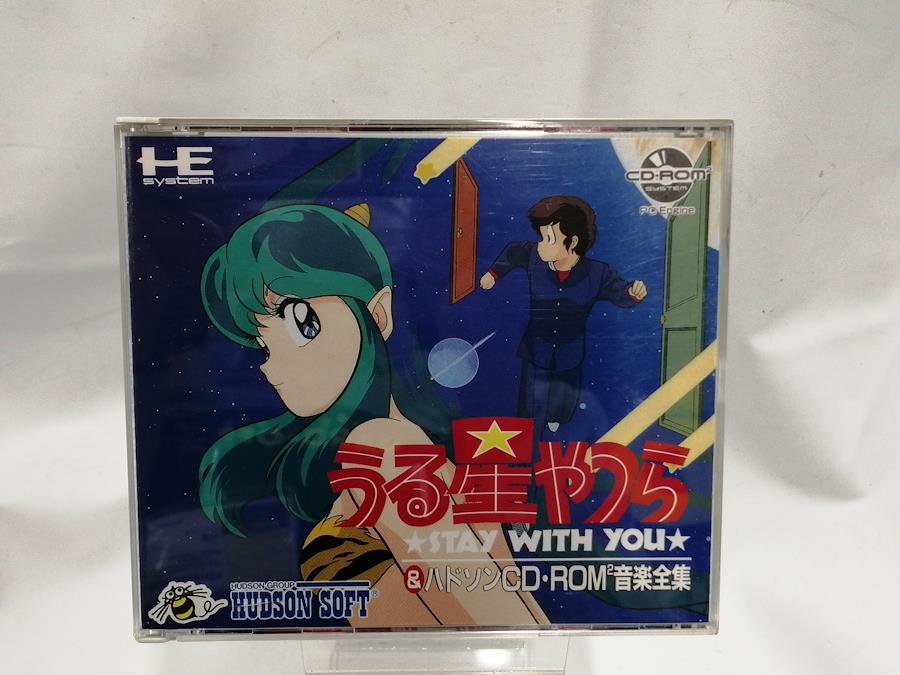 HE
system
CD-ROM²
SYSTEM
PC Engine
うる星やつら
★STAY WITH YOU★
&ハドソンCD・ROM²音楽全集
HUDSON GROUP
HUDSON SOFT®